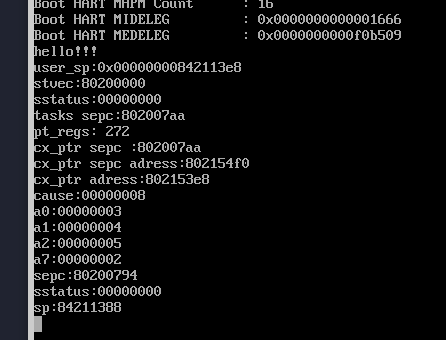 Boot HART MHPM Count : 16
Boot HART MIDELEG : 0x0000000000001666
Boot HART MEDELEG : 0x0000000000f0b509
hello!!!
user_sp:0x00000000842113e8
stvec:80200000
sstatus:00000000
tasks sepc:802007aa
pt_regs: 272
cx_ptr sepc :802007aa
cx_ptr sepc adress:802154f0
cx_ptr adress:802153e8
cause:00000008
a0:00000003
a1:00000004
a2:00000005
a7:00000002
sepc:80200794
sstatus:00000000
sp:84211388